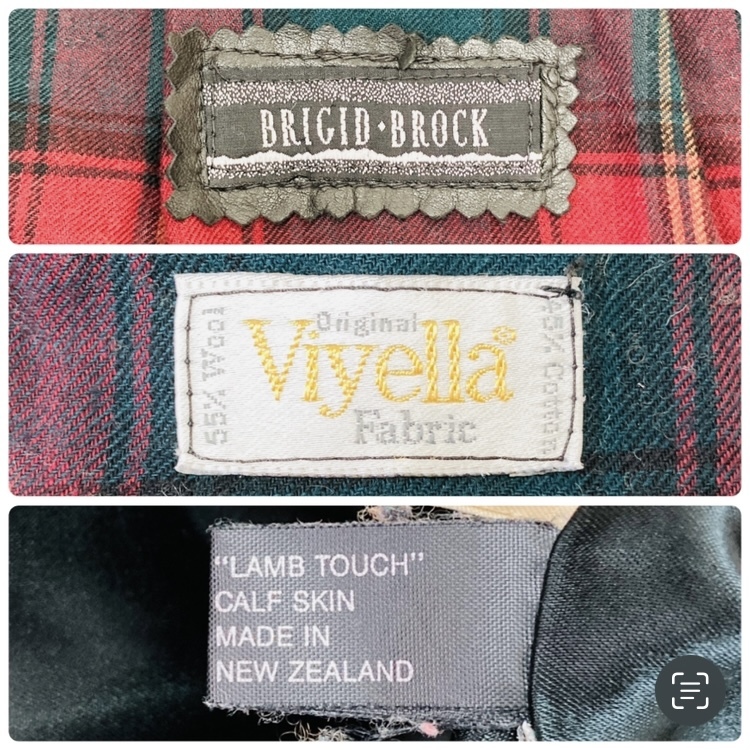 BRIGID · BROCK
Original
Viyella®
Fabric
55% Wool
45% Cotton
"LAMB TOUCH"
CALF SKIN
MADE IN
NEW ZEALAND